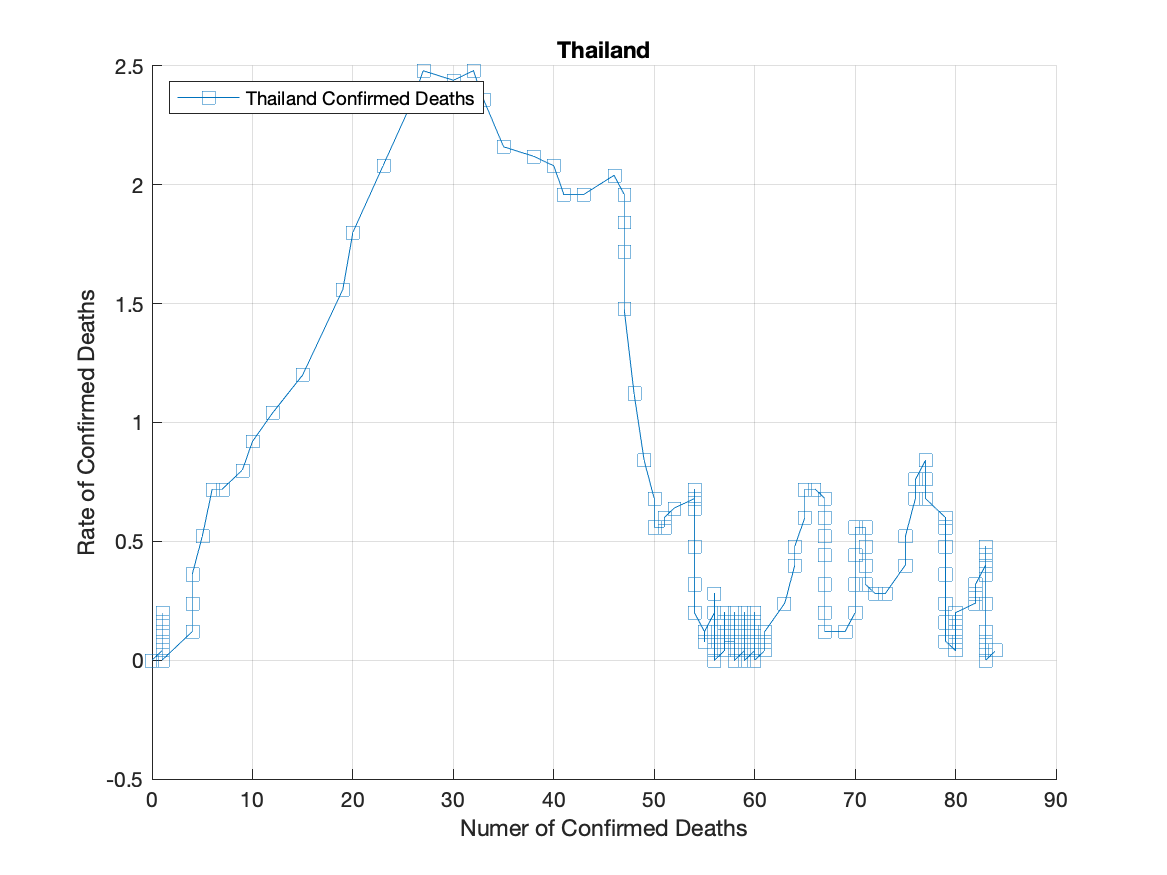 Thailand
Thailand Confirmed Deaths
Rate of Confirmed Deaths
2.5
2
1.5
1
0.5
0
-0.5
0 10 20 30 40 50 60 70 80 90
Numer of Confirmed Deaths